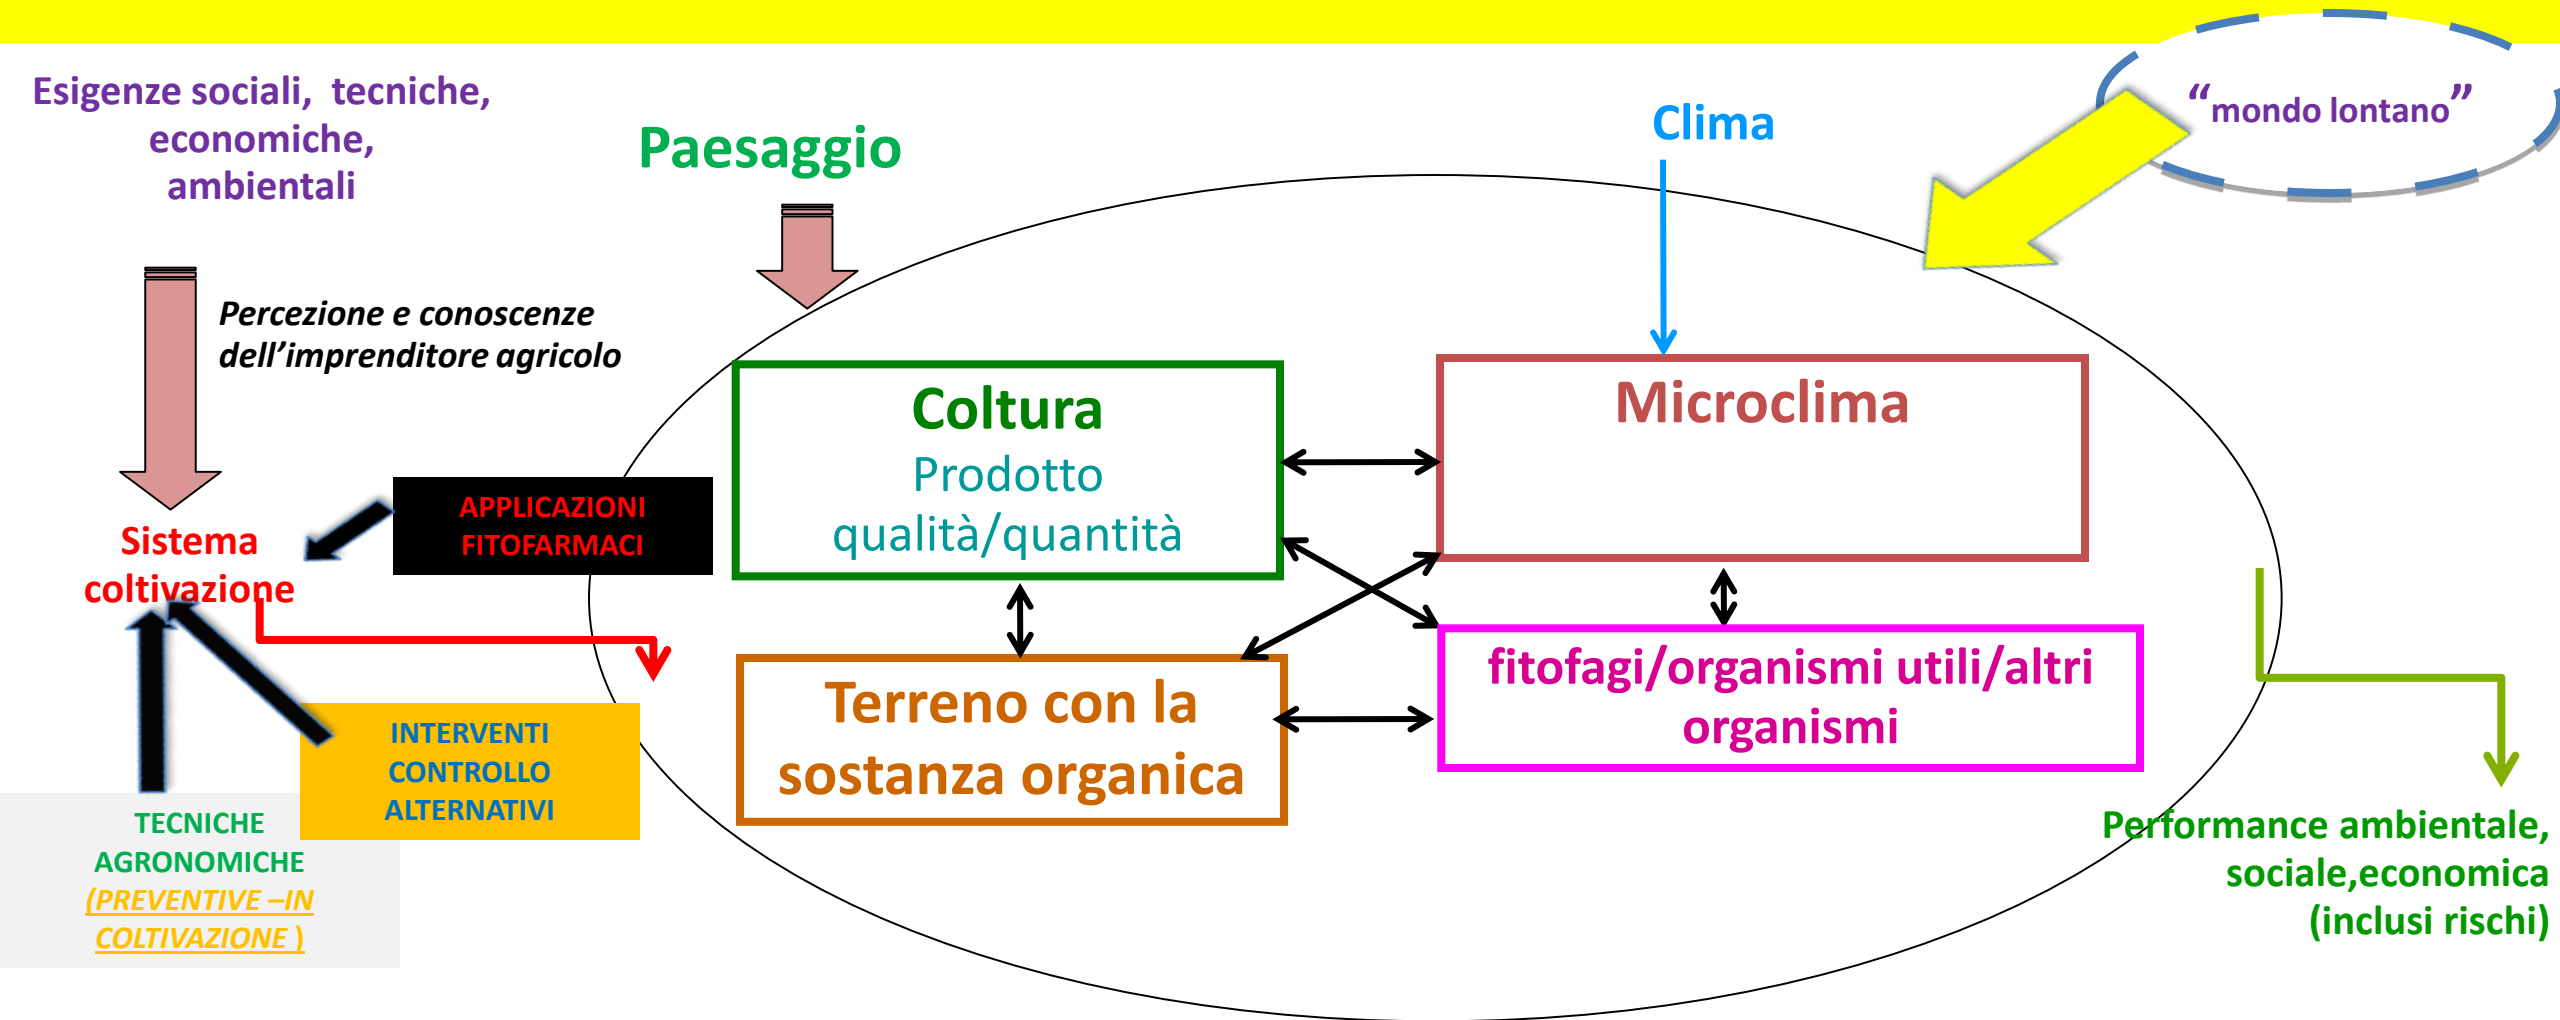 Esigenze sociali, tecniche,
economiche,
ambientali
Paesaggio
Clima
“mondo lontano”
Percezione e conoscenze
dell’imprenditore agricolo
Coltura
Prodotto
qualità/quantità
Microclima
APPLICAZIONI
FITOFARMACI
Sistema
coltivazione
Terreno con la
sostanza organica
fitofagi/organismi utili/altri
organismi
INTERVENTI
CONTROLLO
ALTERNATIVI
TECNICHE
AGRONOMICHE
(PREVENTIVE –IN
COLTIVAZIONE )
Performance ambientale,
sociale,economica
(inclusi rischi)